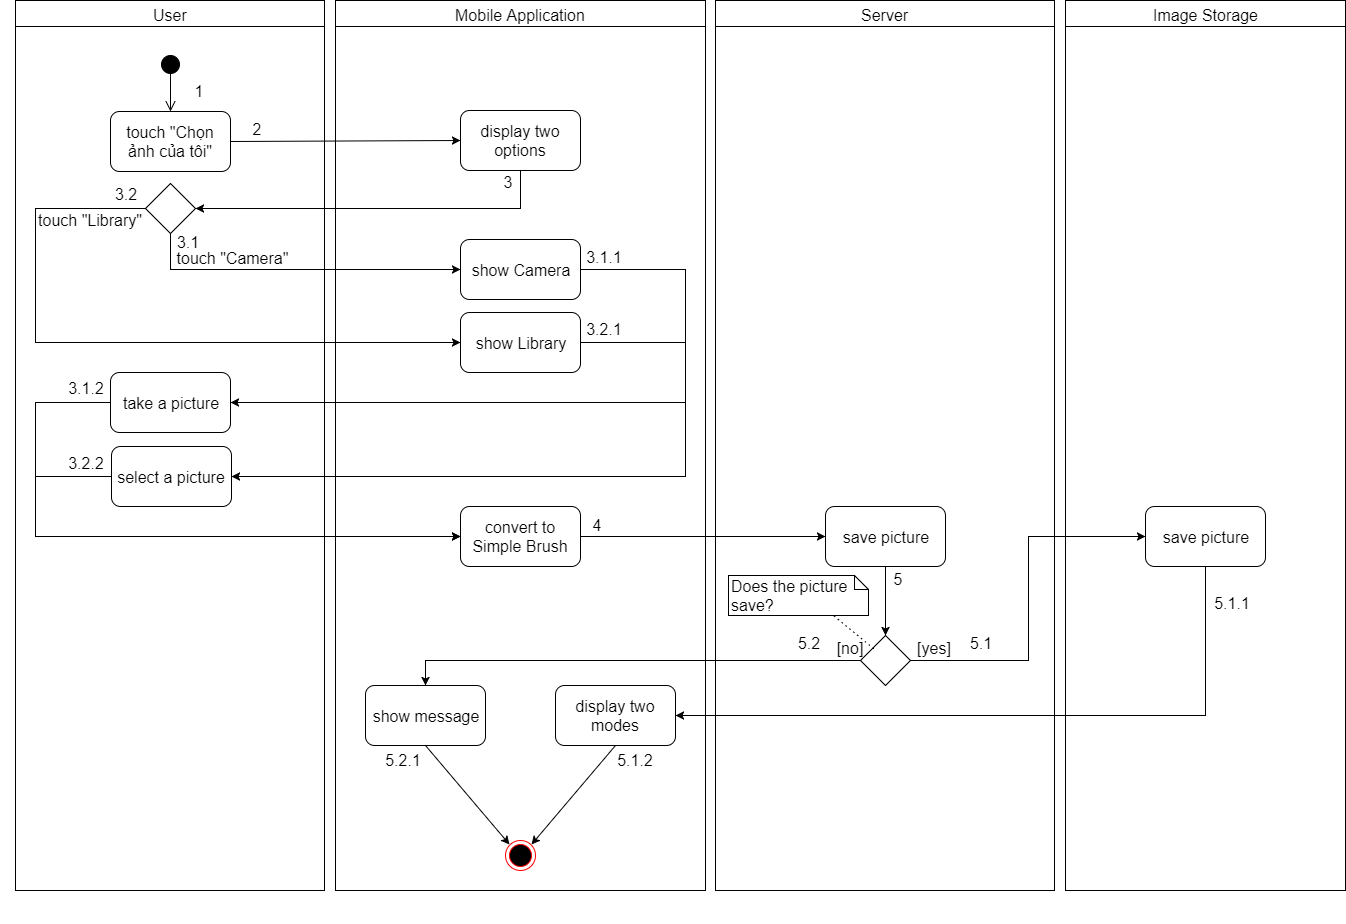 User
Mobile Application
Server
Image Storage
1
touch "Chọn
ảnh của tôi"
2
display two
options
3
3.2
touch "Library"
3.1
touch "Camera"
show Camera
3.1.1
show Library
3.2.1
3.1.2
take a picture
3.2.2
select a picture
convert to
Simple Brush
4
save picture
save picture
5
Does the picture
save?
5.1.1
5.2
[no]
[yes]
5.1
show message
display two
modes
5.2.1
5.1.2